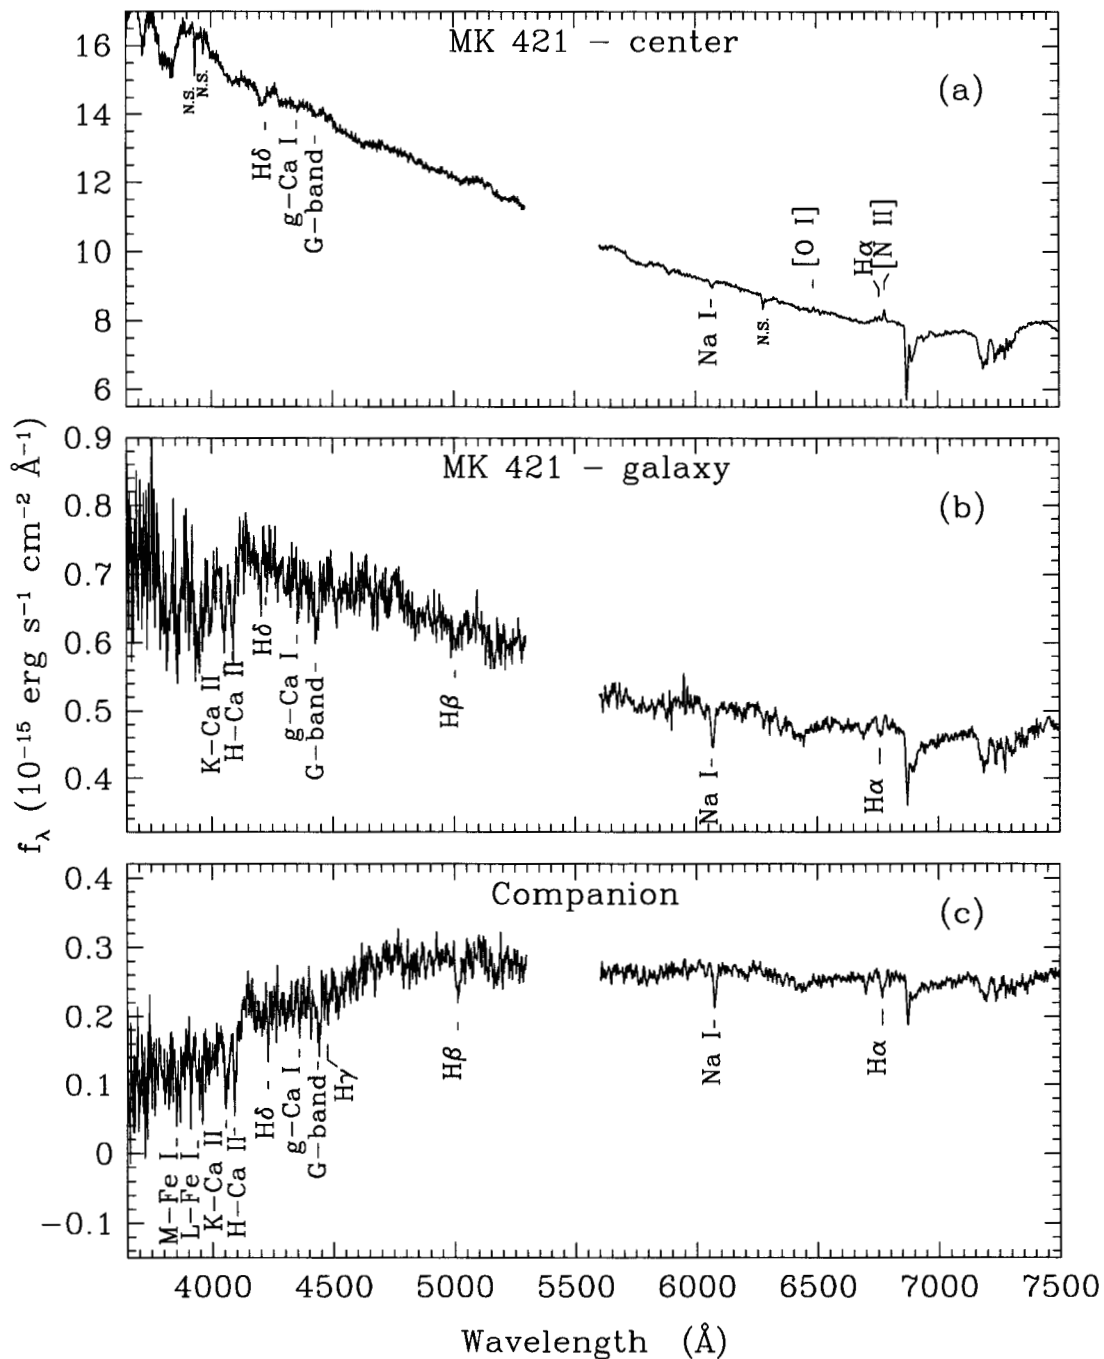 MK 421 − center
(a)
16
14
12
10
8
6
N.S.
N.S.
Hδ
g−Ca I
G−band
Na I
N.S.
[O I]
Hα
[N II]
MK 421 − galaxy
(b)
0.9
0.8
0.7
0.6
0.5
0.4
K−Ca II
H−Ca II
Hδ
g−Ca I
G−band
Hβ
Na I
Hα
f_λ (10⁻¹⁵ erg s⁻¹ cm⁻² Å⁻¹)
Companion
(c)
0.4
0.3
0.2
0.1
0
−0.1
M−Fe I
L−Fe I
K−Ca II
H−Ca II
Hδ
g−Ca I
G−band
Hγ
Hβ
Na I
Hα
4000 4500 5000 5500 6000 6500 7000 7500
Wavelength (Å)